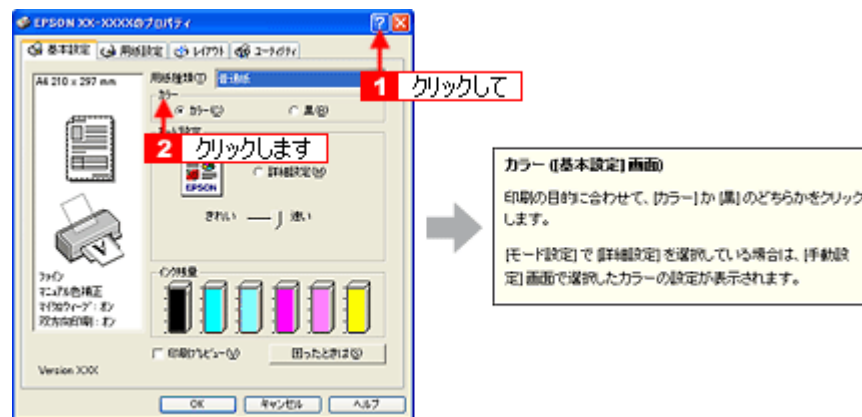 EPSON XX-XXXXのプロパティ
基本設定 用紙設定 レイアウト ユーティリティ
A4 210 x 297 mm
用紙種類(T) 普通紙
1 クリックして
カラー
カラー(C) 黒(B)
モード設定
2 クリックします
EPSON
詳細設定(M)
きれい 速い
ファイン
マニュアル色補正
マイクロウィーブ: オン
双方向印刷: オン
インク残量
印刷プレビュー(V) 困ったときは(S)
Version XXX
OK キャンセル ヘルプ
カラー ([基本設定] 画面)
印刷の目的に合わせて、[カラー] か [黒] のどちらかをクリック
します。
[モード設定] で [詳細設定] を選択している場合は、[手動設
定] 画面で選択したカラーの設定が表示されます。